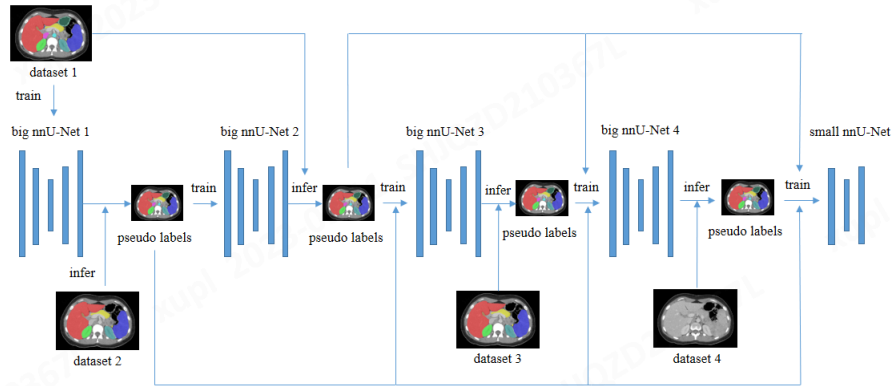 dataset 1
train
big nnU-Net 1
big nnU-Net 2
big nnU-Net 3
big nnU-Net 4
small nnU-Net
train
infer
train
infer
train
infer
train
pseudo labels
pseudo labels
pseudo labels
pseudo labels
infer
dataset 2
dataset 3
dataset 4